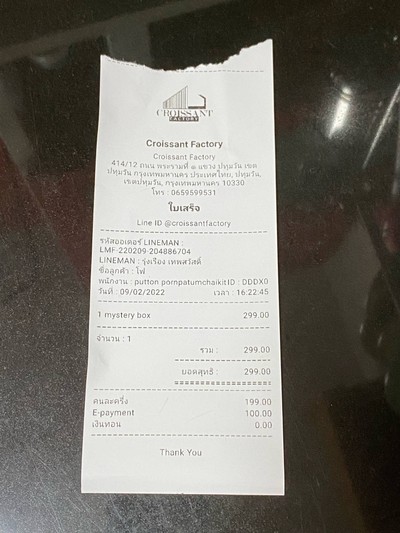 CROISSANT
FACTORY
Croissant Factory
Croissant Factory
414/12 ถนน พระรามที่ ๑ แขวง ปทุมวัน เขต
ปทุมวัน กรุงเทพมหานคร ประเทศไทย, ปทุมวัน,
เขตปทุมวัน, กรุงเทพมหานคร 10330
โทร : 0659599531
ใบเสร็จ
Line ID @croissantfactory
รหัสออเดอร์ LINEMAN :
LMF-220209-204886704
LINEMAN : รุ่งเรือง เทพสวัสดิ์
ชื่อลูกค้า : โฟ
พนักงาน : putton pornpatumchaikitID : DDDX0
วันที่ : 09/02/2022 เวลา : 16:22:45
1 mystery box 299.00
จำนวน : 1
รวม : 299.00
ยอดสุทธิ : 299.00
คนละครึ่ง 199.00
E-payment 100.00
เงินทอน 0.00
Thank You